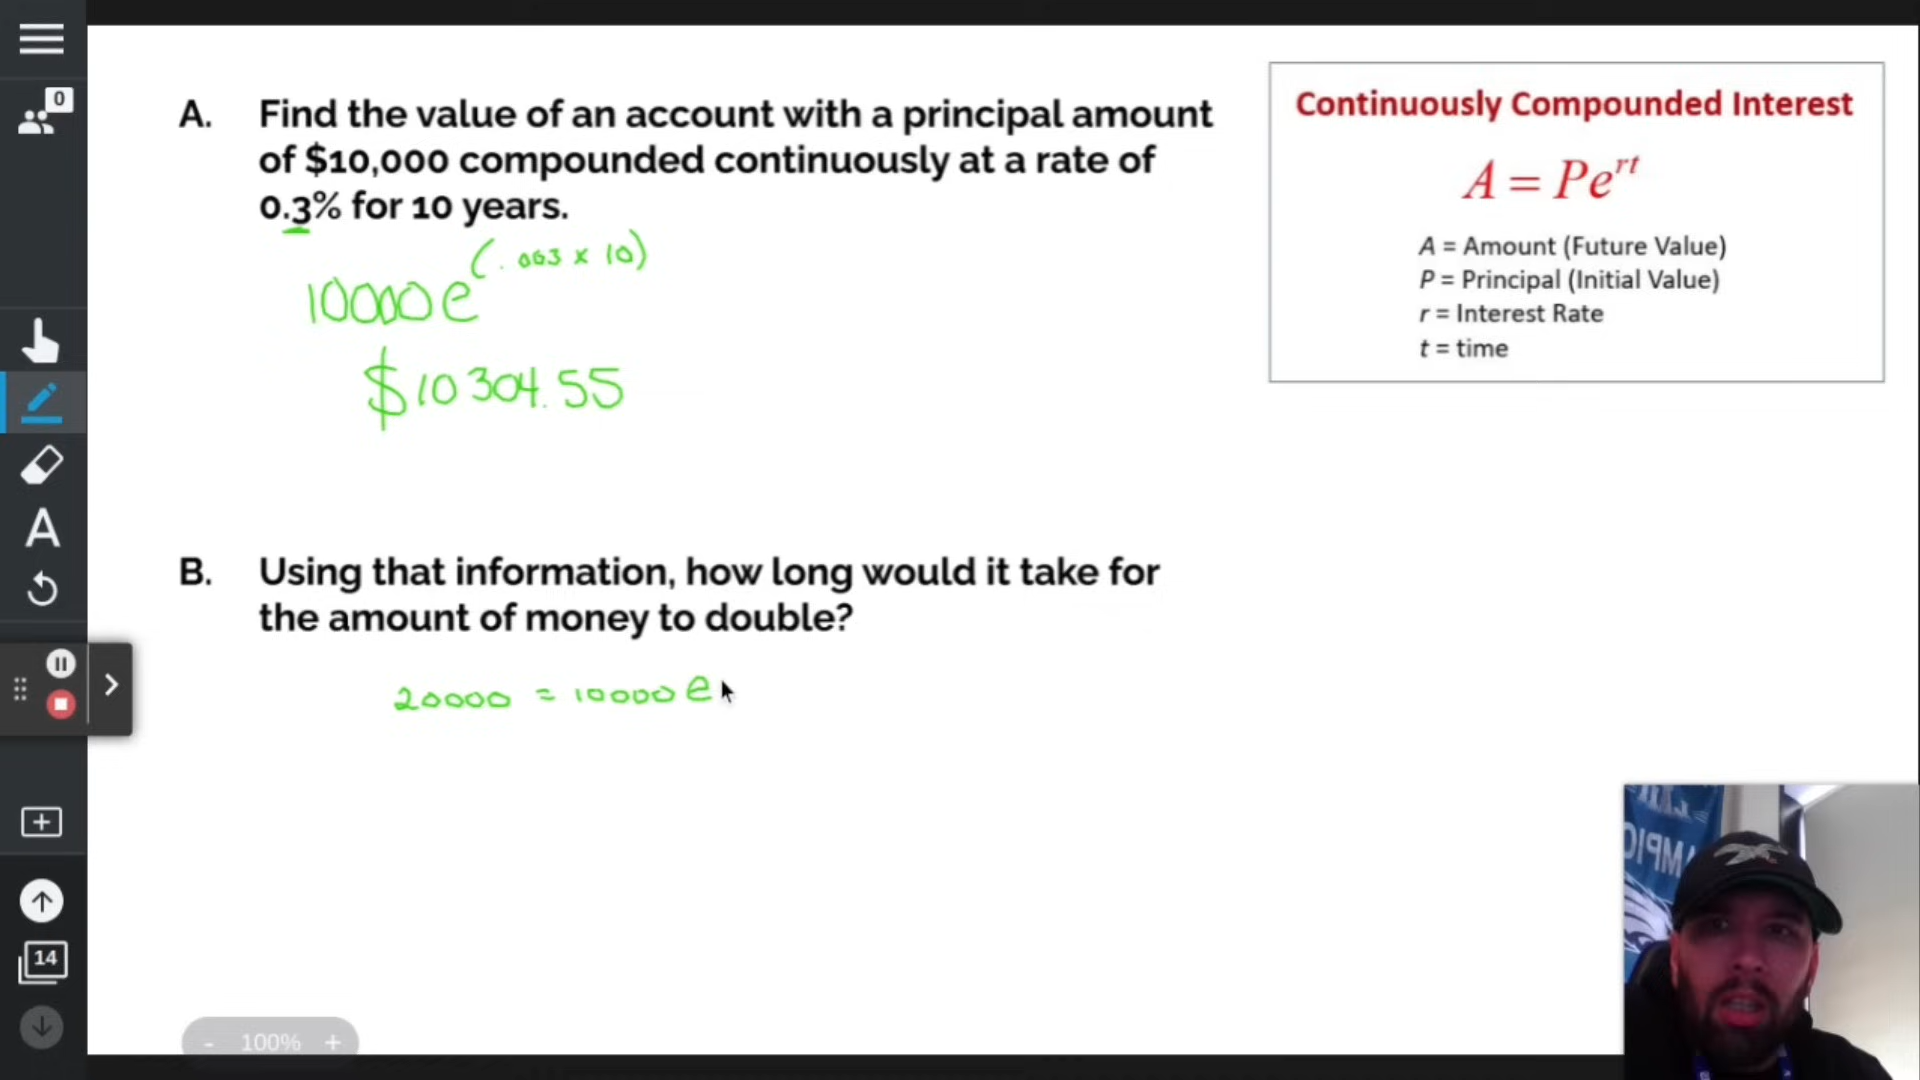 0
A. Find the value of an account with a principal amount
of $10,000 compounded continuously at a rate of
0.3% for 10 years.
10000e^(.003 x 10)
$10304.55
Continuously Compounded Interest
A = Pe^rt
A = Amount (Future Value)
P = Principal (Initial Value)
r = Interest Rate
t = time
B. Using that information, how long would it take for
the amount of money to double?
20000 = 10000 e
A
14
- 100% +